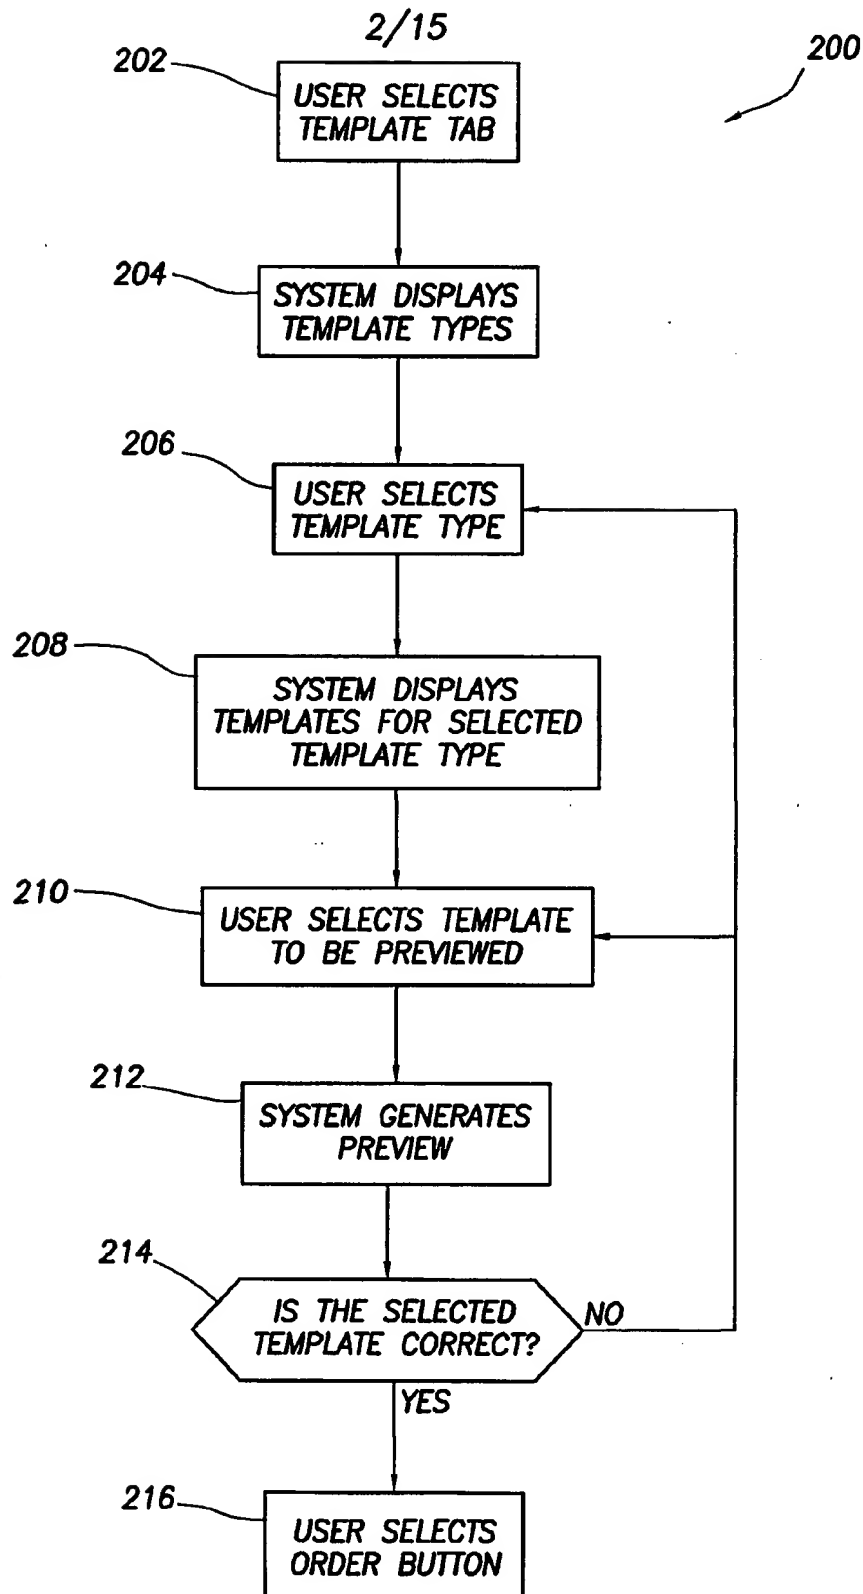 2/15
200
202
USER SELECTS
TEMPLATE TAB
204
SYSTEM DISPLAYS
TEMPLATE TYPES
206
USER SELECTS
TEMPLATE TYPE
208
SYSTEM DISPLAYS
TEMPLATES FOR SELECTED
TEMPLATE TYPE
210
USER SELECTS TEMPLATE
TO BE PREVIEWED
212
SYSTEM GENERATES
PREVIEW
214
IS THE SELECTED
TEMPLATE CORRECT?
NO
YES
216
USER SELECTS
ORDER BUTTON